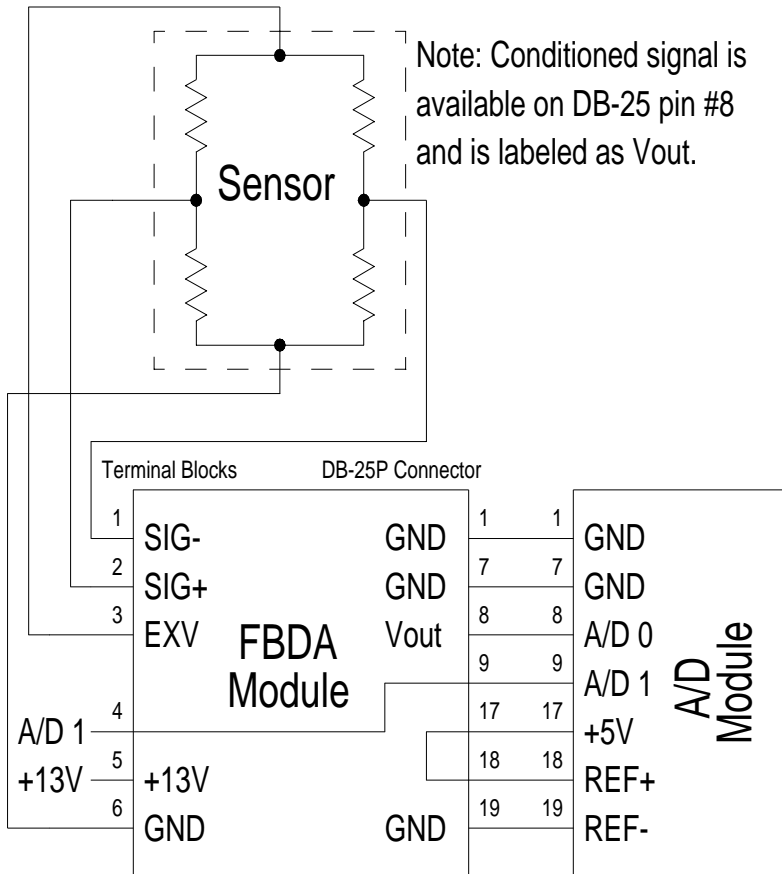 Note: Conditioned signal is
available on DB-25 pin #8
and is labeled as Vout.
Sensor
Terminal Blocks
DB-25P Connector
1 SIG- GND 1 1 GND
2 SIG+ GND 7 7 GND
3 EXV Vout 8 8 A/D 0
FBDA
Module
9 9 A/D 1
A/D
Module
A/D 1 4 17 17 +5V
+13V 5 +13V 18 18 REF+
6 GND GND 19 19 REF-